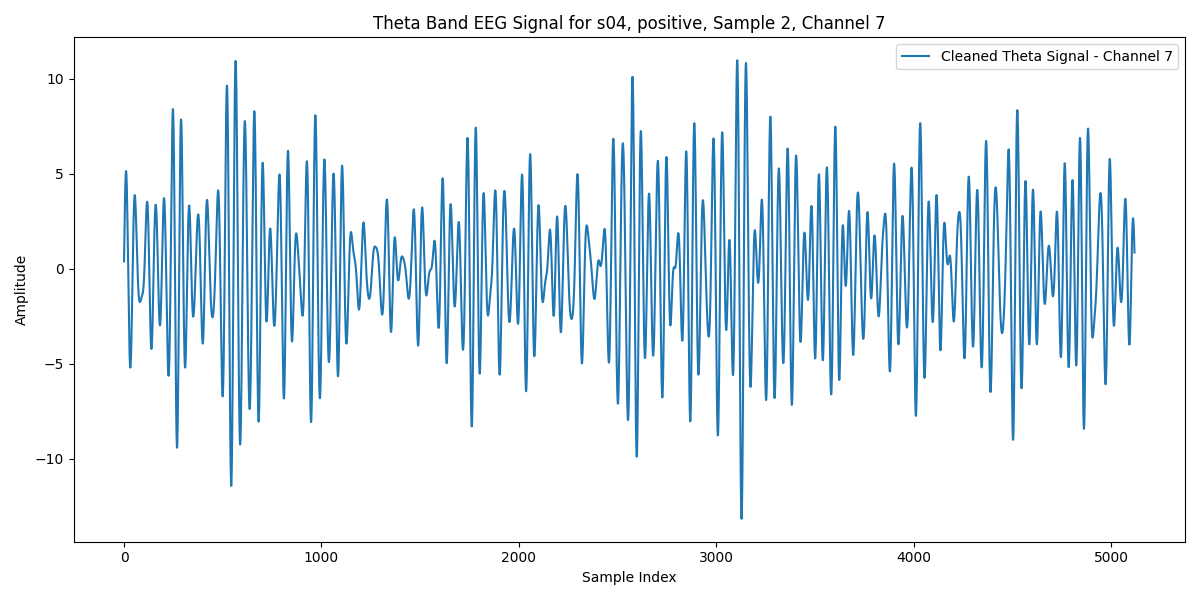 Theta Band EEG Signal for s04, positive, Sample 2, Channel 7
Cleaned Theta Signal - Channel 7
10
5
0
−5
−10
Amplitude
0 1000 2000 3000 4000 5000
Sample Index